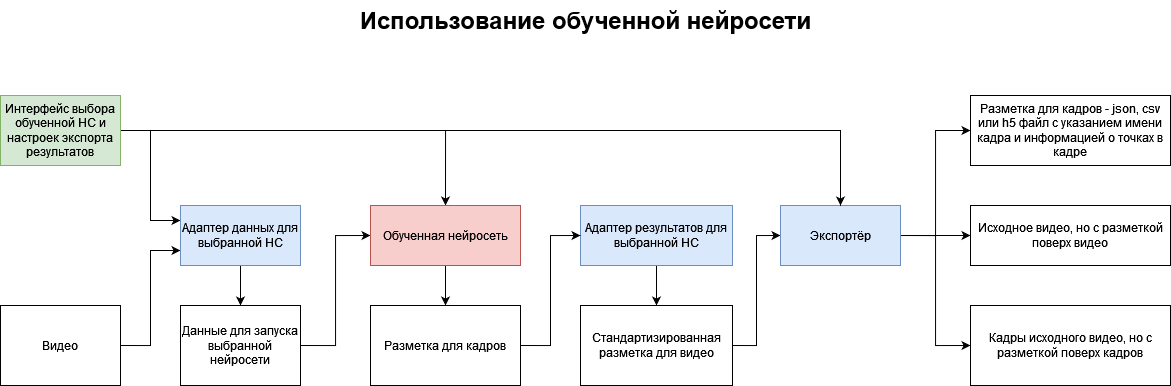 Использование обученной нейросети
Интерфейс выбора
обученной НС и
настроек экспорта
результатов
Разметка для кадров - json, csv
или h5 файл с указанием имени
кадра и информацией о точках в
кадре
Адаптер данных для
выбранной НС
Обученная нейросеть
Адаптер результатов для
выбранной НС
Экспортёр
Исходное видео, но с разметкой
поверх видео
Видео
Данные для запуска
выбранной
нейросети
Разметка для кадров
Стандартизированная
разметка для видео
Кадры исходного видео, но с
разметкой поверх кадров